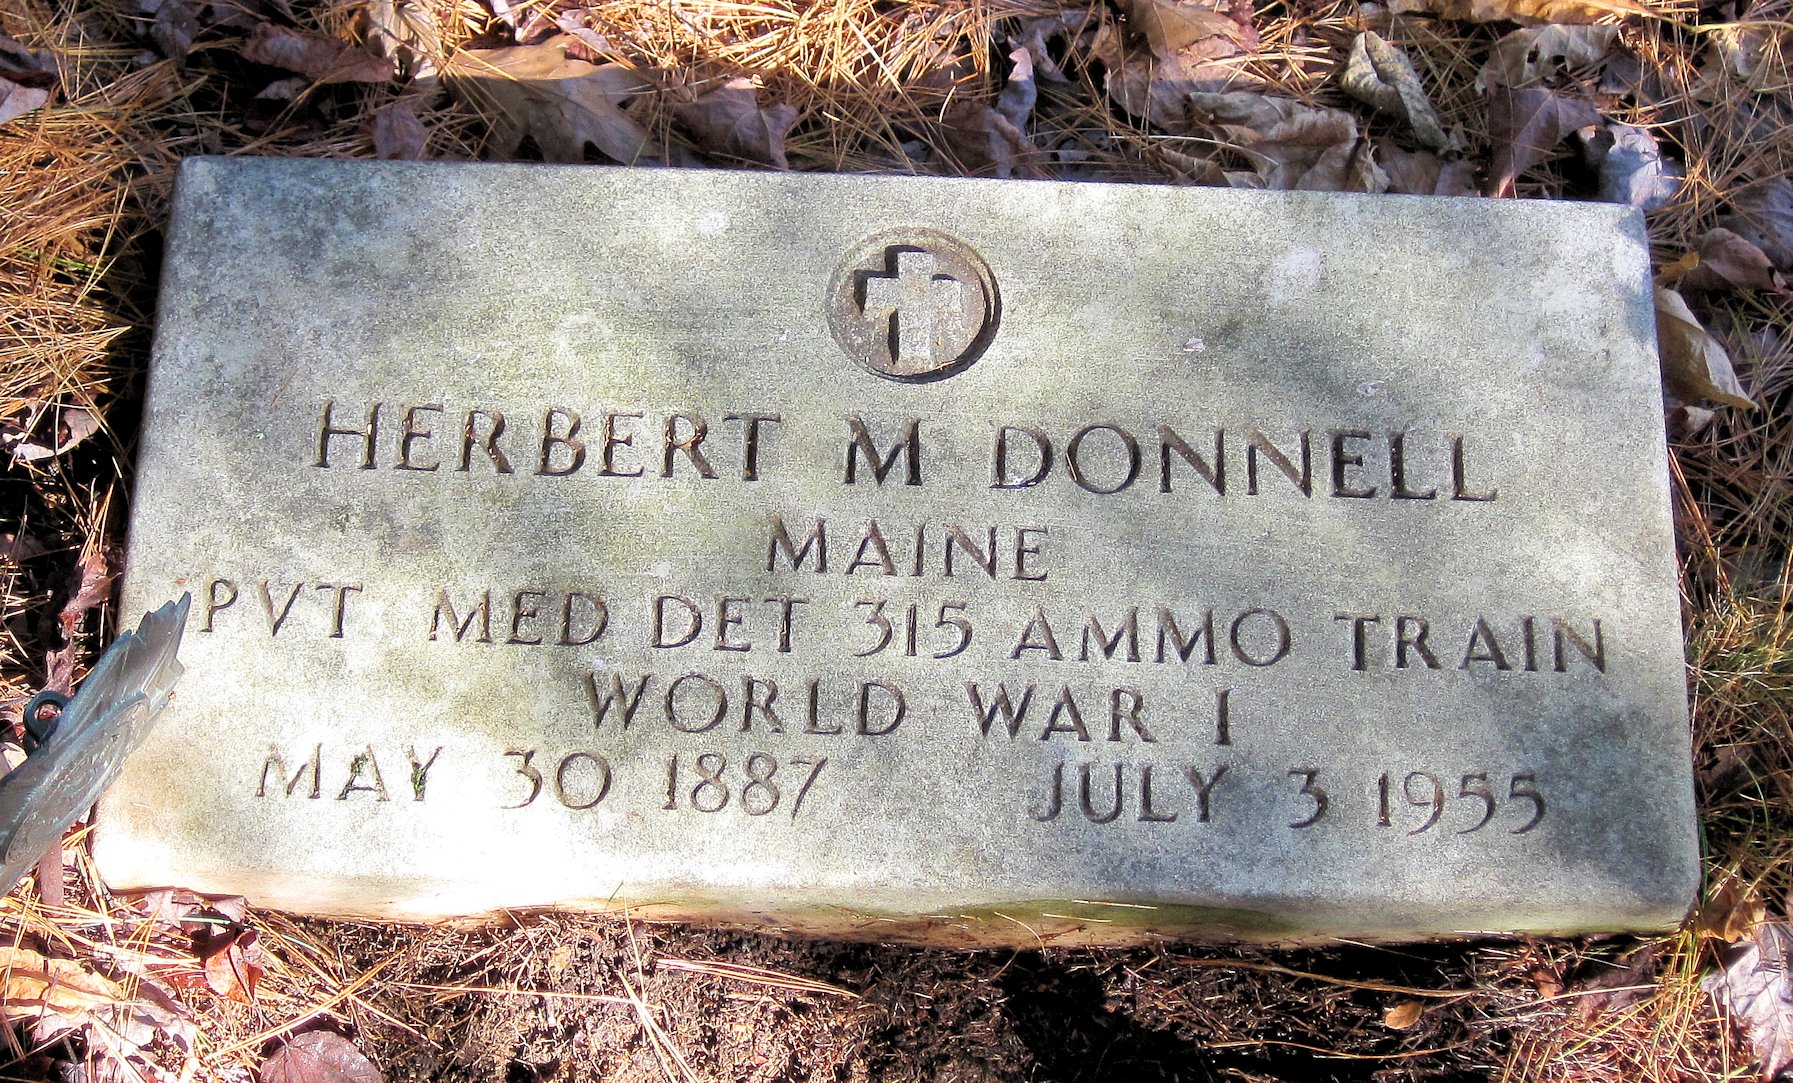 HERBERT M DONNELL
MAINE
PVT MED DET 315 AMMO TRAIN
WORLD WAR I
MAY 30 1887 JULY 3 1955